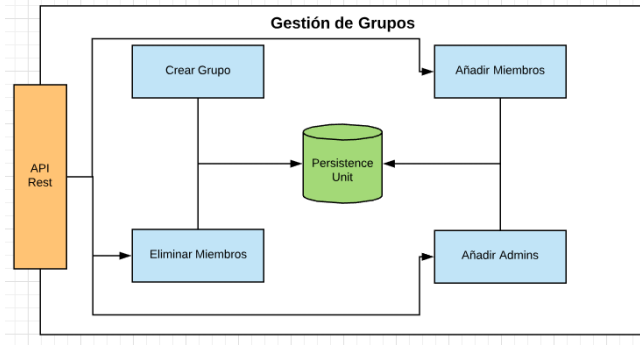 Gestión de Grupos
Crear Grupo
Añadir Miembros
API
Rest
Persistence
Unit
Eliminar Miembros
Añadir Admins